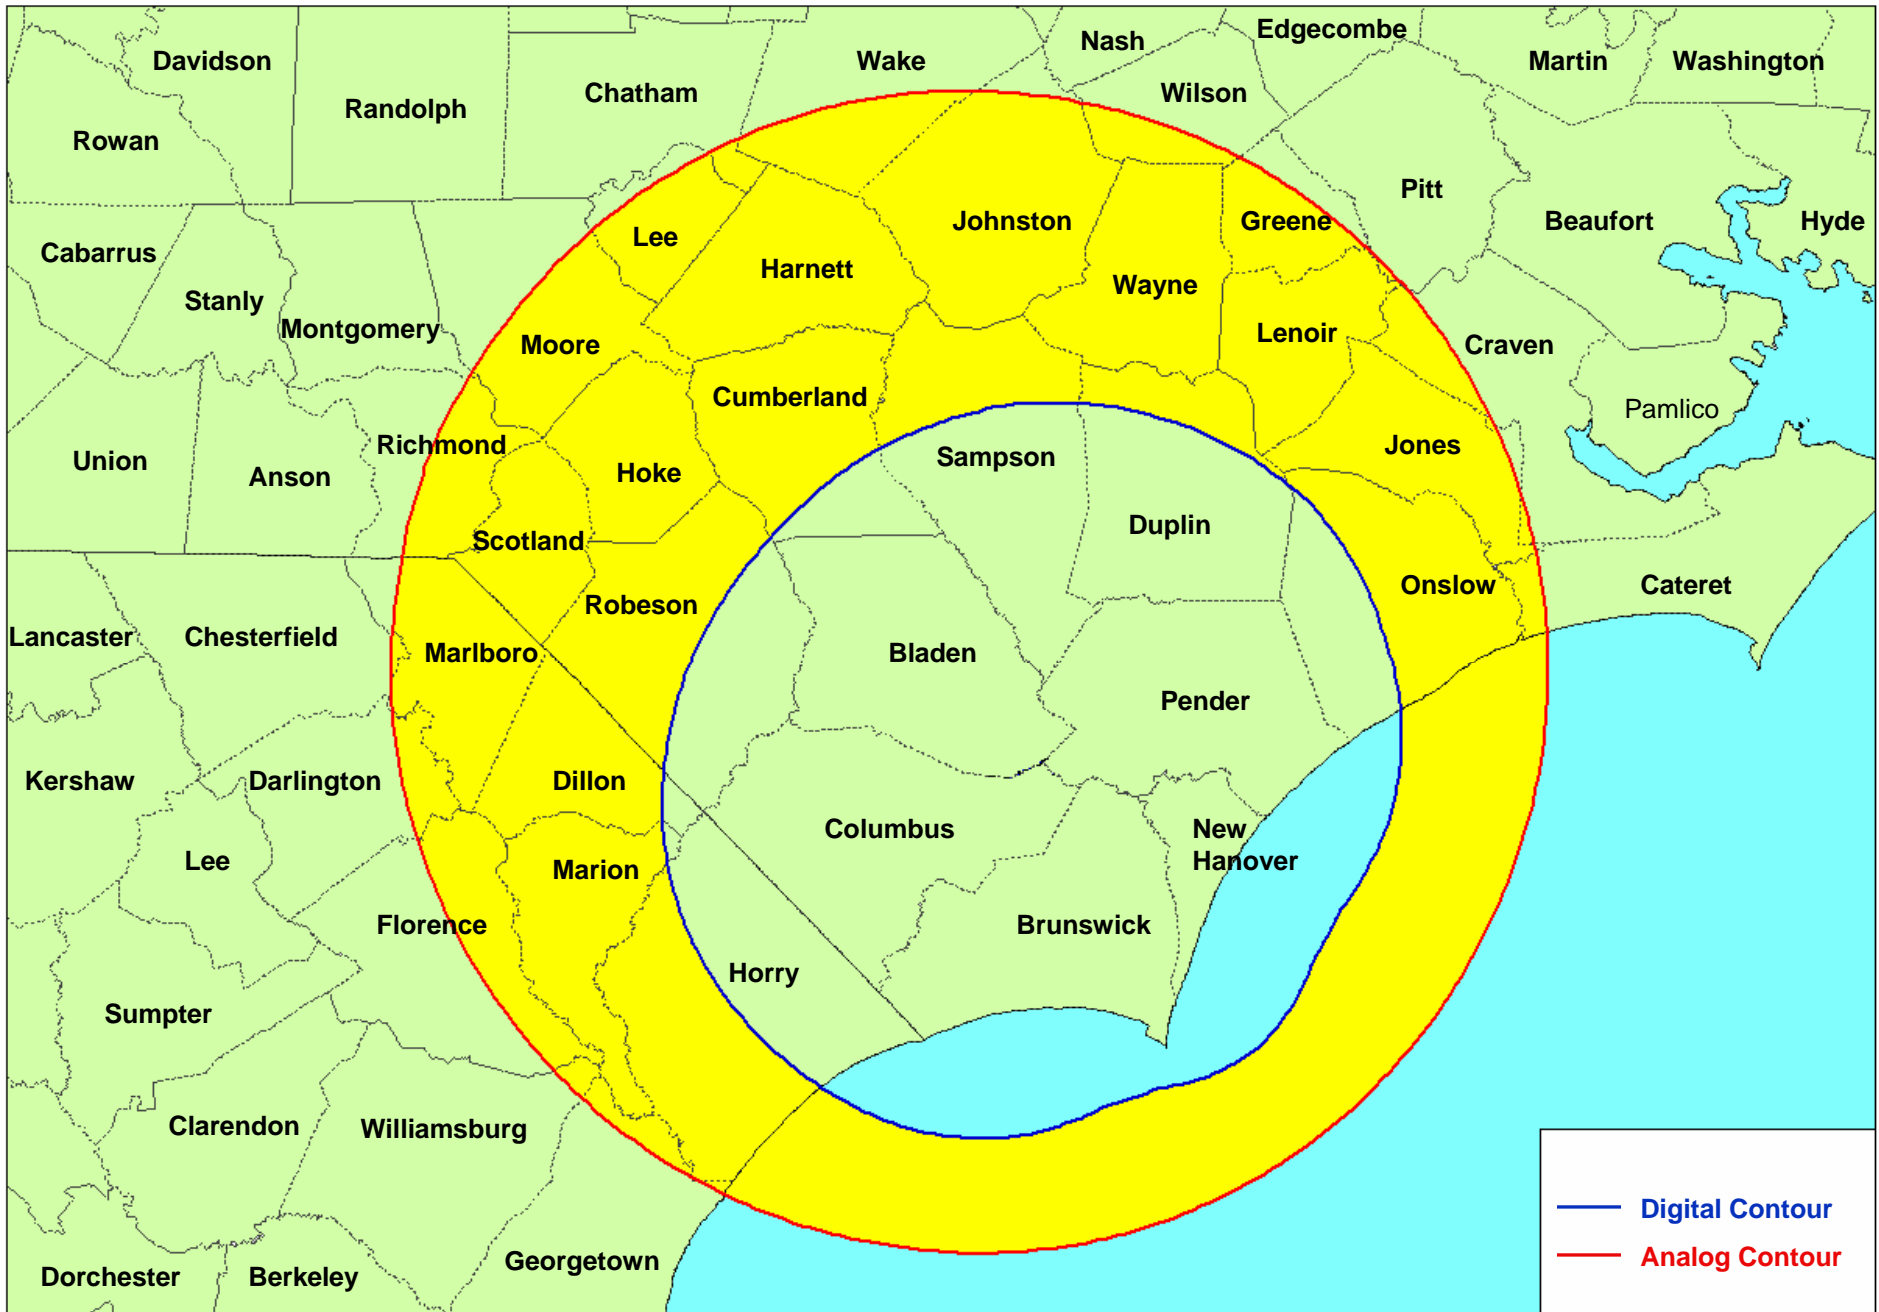 Edgecombe
Nash
Davidson
Wake
Martin
Washington
Chatham
Wilson
Randolph
Rowan
Pitt
Johnston
Greene
Beaufort
Hyde
Lee
Cabarrus
Harnett
Wayne
Stanly
Montgomery
Lenoir
Moore
Craven
Cumberland
Pamlico
Richmond
Jones
Sampson
Union
Hoke
Anson
Duplin
Scotland
Onslow
Cateret
Robeson
Lancaster
Chesterfield
Marlboro
Bladen
Pender
Kershaw
Darlington
Dillon
Columbus
New
Hanover
Lee
Marion
Florence
Brunswick
Horry
Sumpter
Clarendon
Williamsburg
Digital Contour
Analog Contour
Georgetown
Dorchester
Berkeley